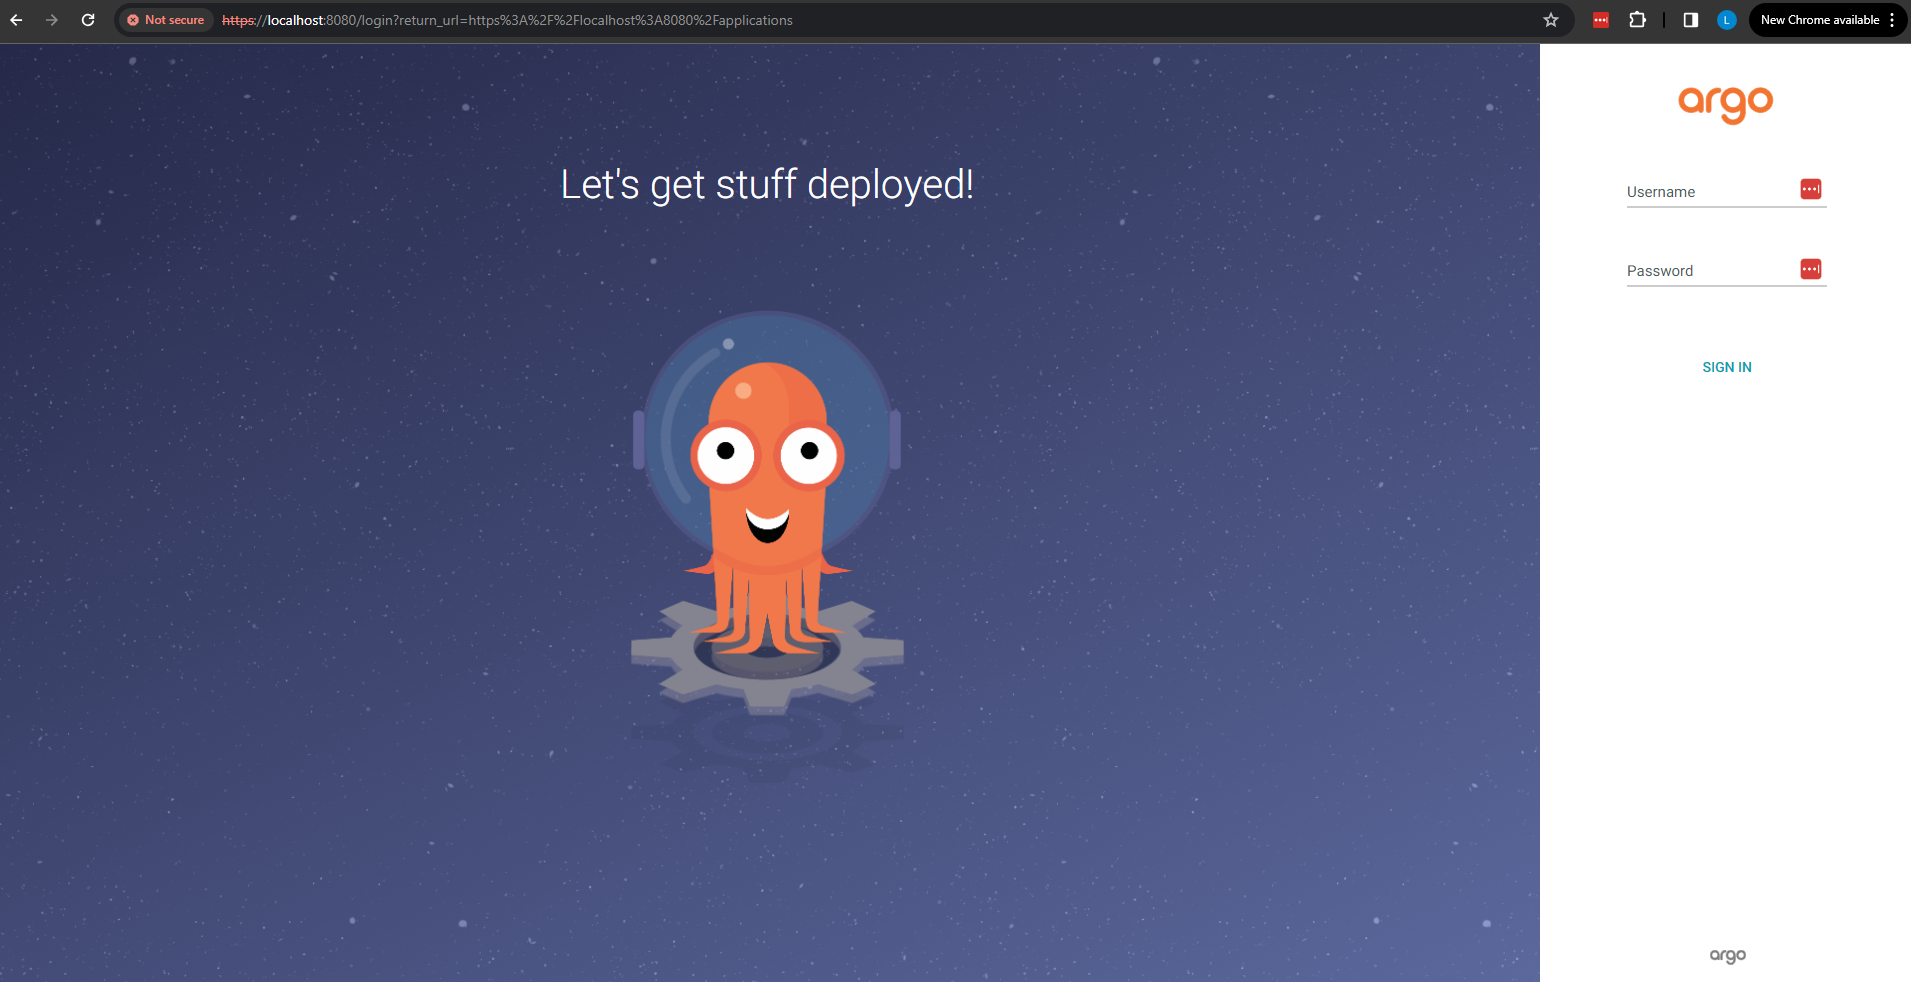 Not secure
https://localhost:8080/login?return_url=https%3A%2F%2Flocalhost%3A8080%2Fapplications
L
New Chrome available
argo
Let's get stuff deployed!
Username
Password
SIGN IN
argo